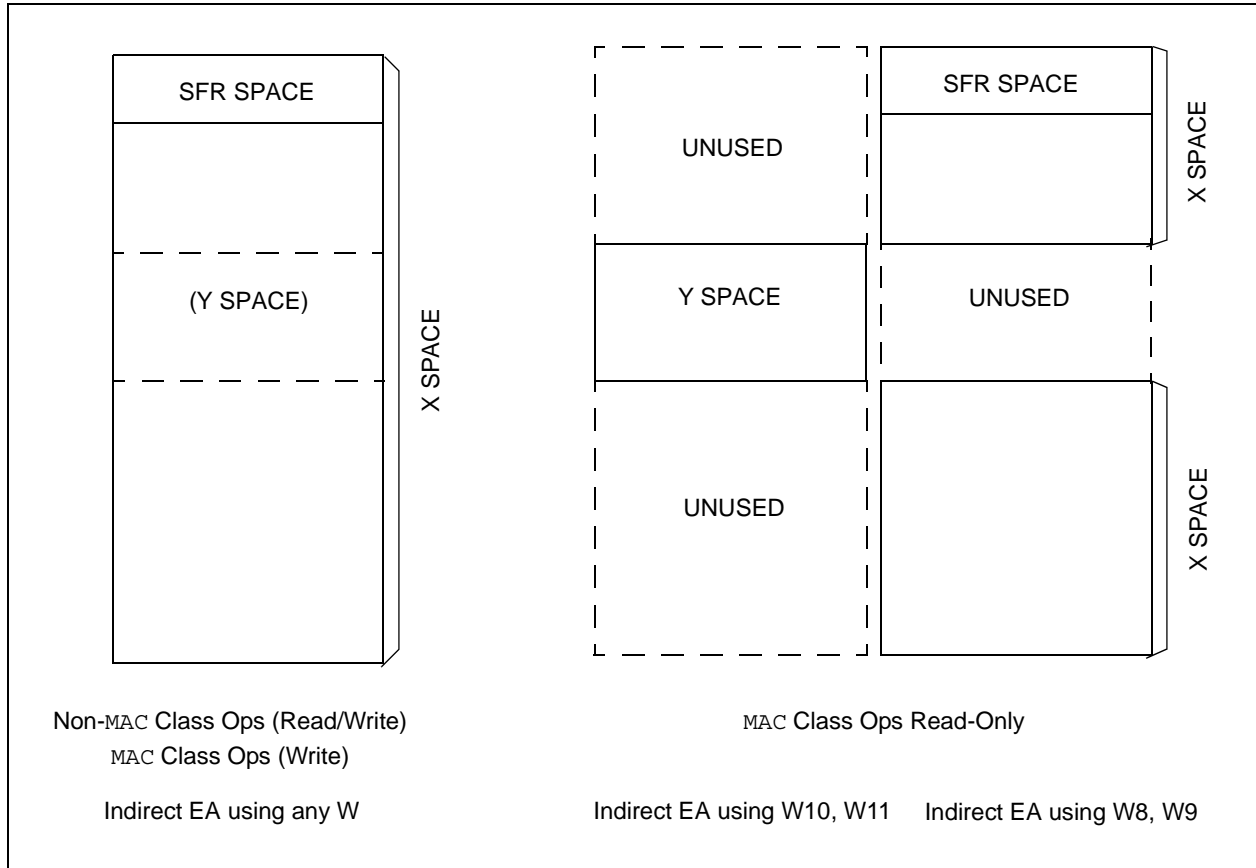 SFR SPACE
(Y SPACE)
X SPACE
UNUSED
Y SPACE
UNUSED
SFR SPACE
X SPACE
UNUSED
X SPACE
Non-MAC Class Ops (Read/Write)
MAC Class Ops (Write)
MAC Class Ops Read-Only
Indirect EA using any W
Indirect EA using W10, W11
Indirect EA using W8, W9